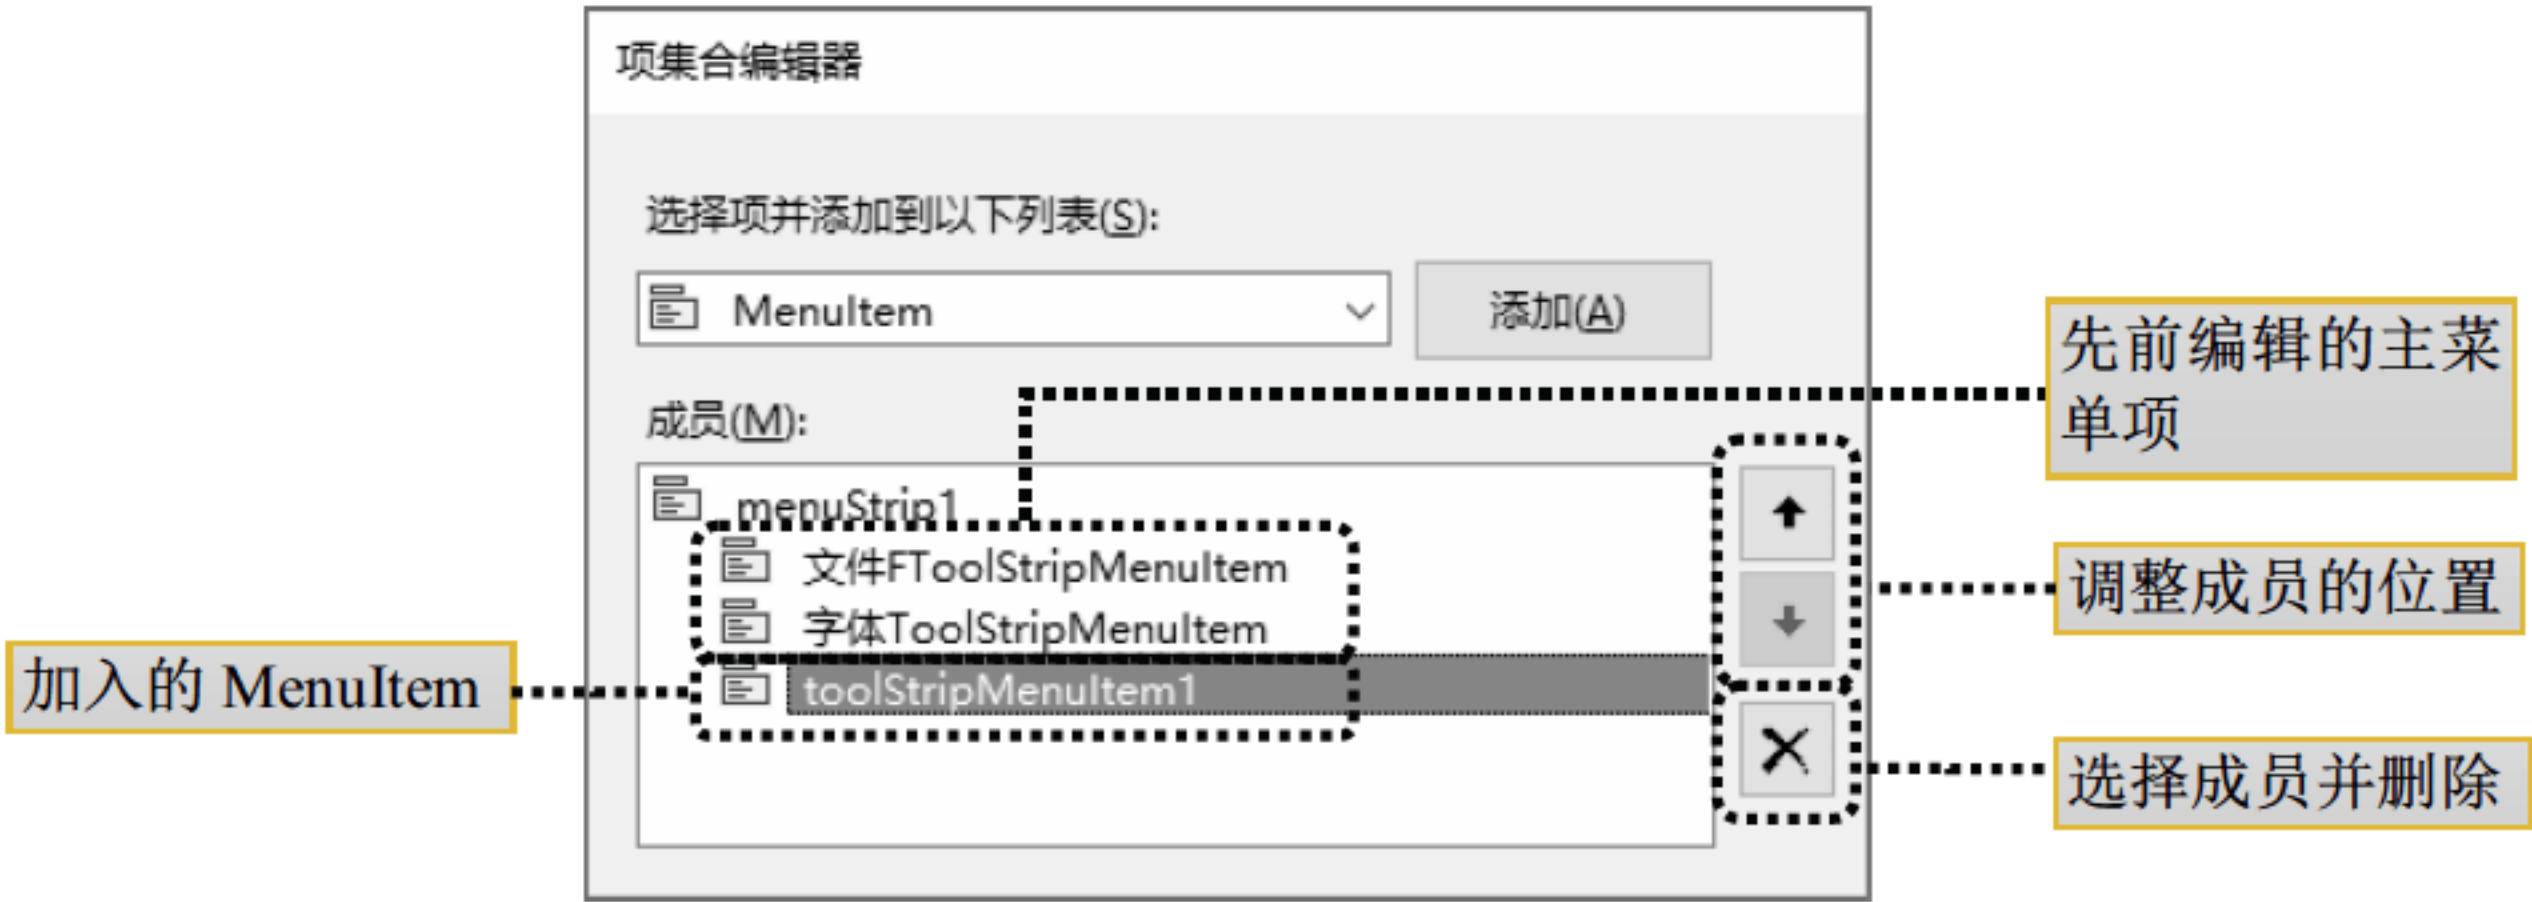 项集合编辑器
选择项并添加到以下列表(S):
MenuItem
添加(A)
成员(M):
menuStrip1
文件FToolStripMenuItem
字体ToolStripMenuItem
toolStripMenuItem1
加入的 MenuItem
先前编辑的主菜
单项
调整成员的位置
选择成员并删除